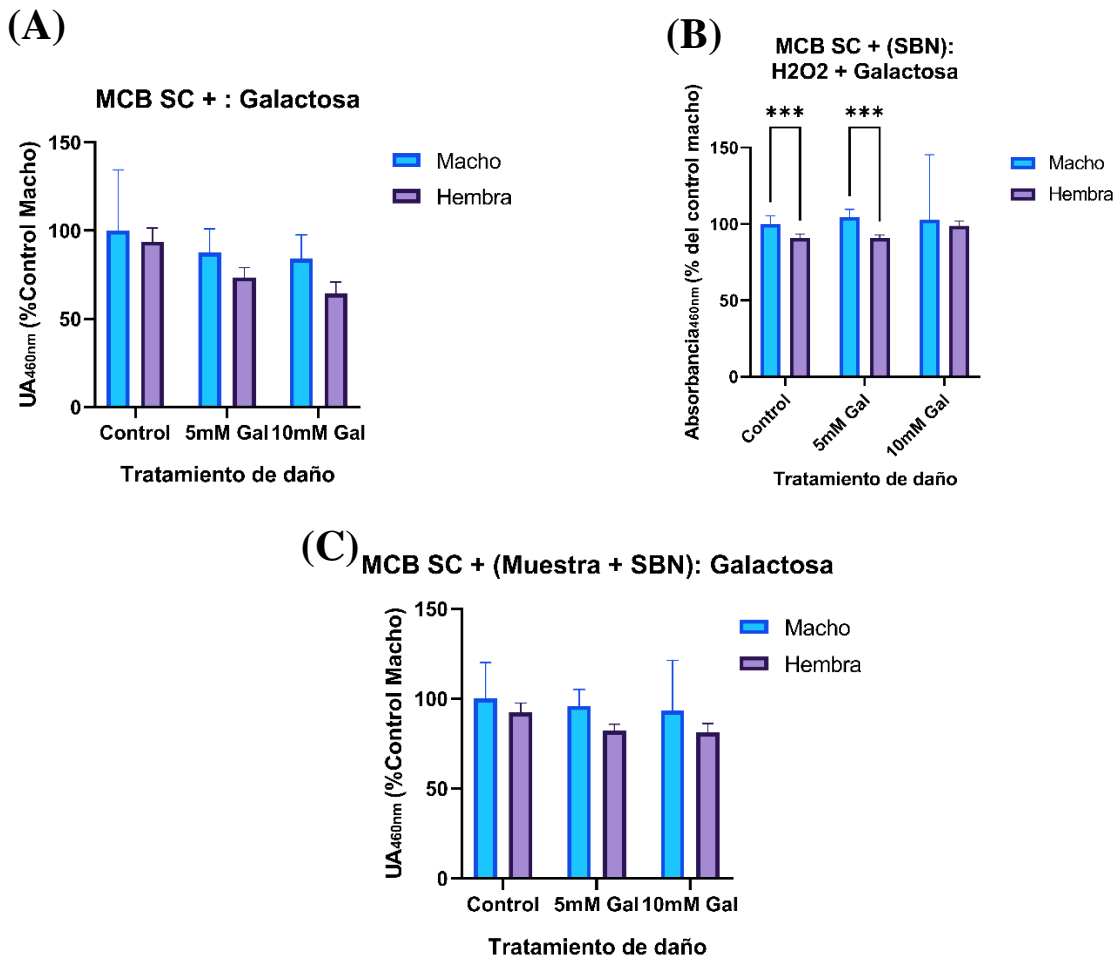 (A)
MCB SC + : Galactosa
UA460nm (%Control Macho)
150
100
50
0
Control 5mM Gal 10mM Gal
Tratamiento de daño
Macho
Hembra
(B)
MCB SC + (SBN):
H2O2 + Galactosa
Absorbancia460nm (% del control macho)
*** ***
150
100
50
0
Control 5mM Gal 10mM Gal
Tratamiento de daño
Macho
Hembra
(C)
MCB SC + (Muestra + SBN): Galactosa
UA460nm (%Control Macho)
150
100
50
0
Control 5mM Gal 10mM Gal
Tratamiento de daño
Macho
Hembra